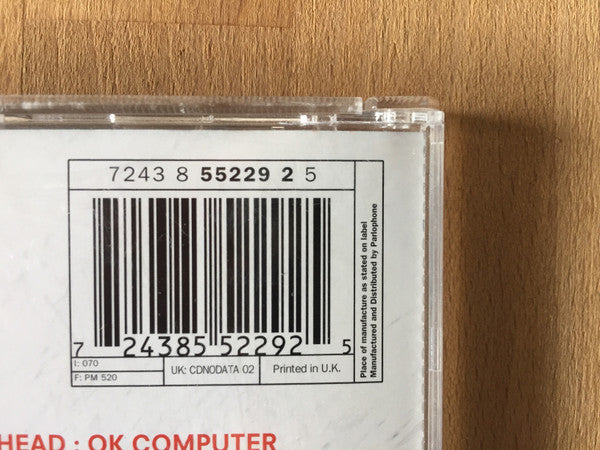 7243 8 55229 2 5
7 24385 52292 5
I: 070
F: PM 520
UK: CDNODATA 02
Printed in U.K.
Place of manufacture as stated on label
Manufactured and Distributed by Parlophone
HEAD : OK COMPUTER